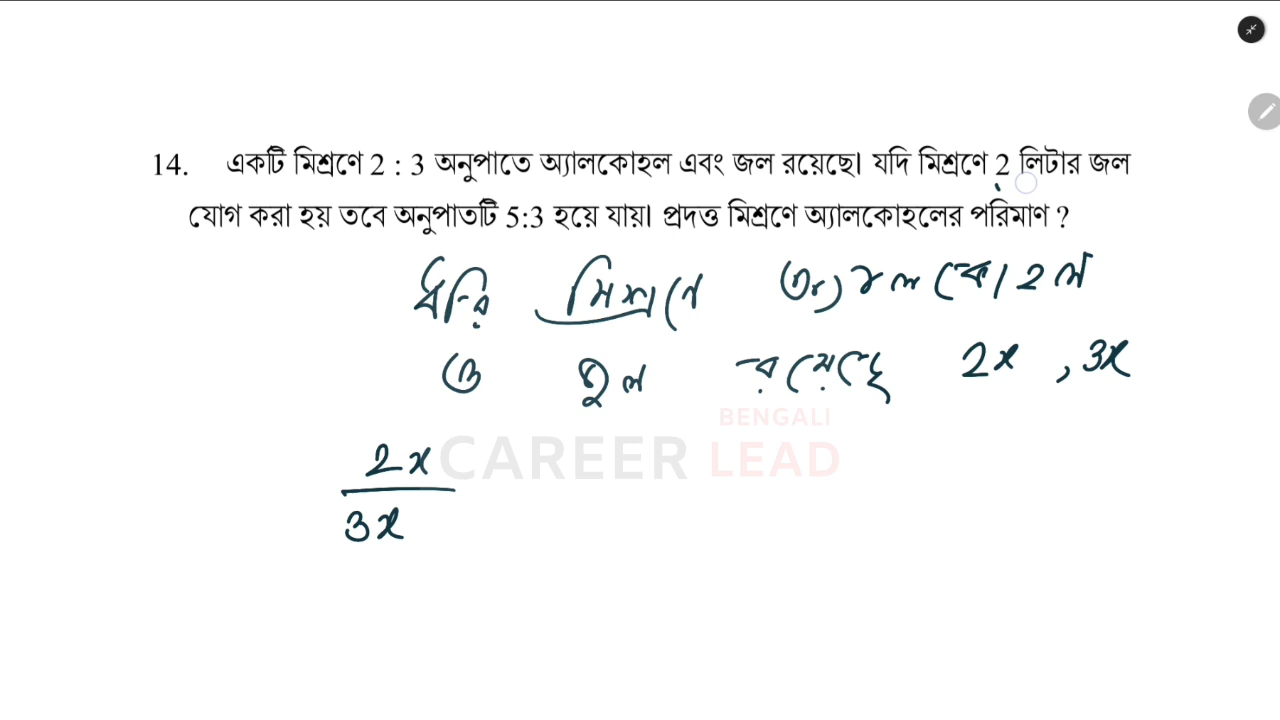 14. একটি মিশ্রণে 2 : 3 অনুপাতে অ্যালকোহল এবং জল রয়েছে। যদি মিশ্রণে 2 লিটার জল
যোগ করা হয় তবে অনুপাতটি 5:3 হয়ে যায়। প্রদত্ত মিশ্রণে অ্যালকোহলের পরিমাণ ?
ধরি মিশ্রণে অ্যালকোহল
ও জল রয়েছে 2x , 3x
BENGALI
CAREER LEAD
2x
3x